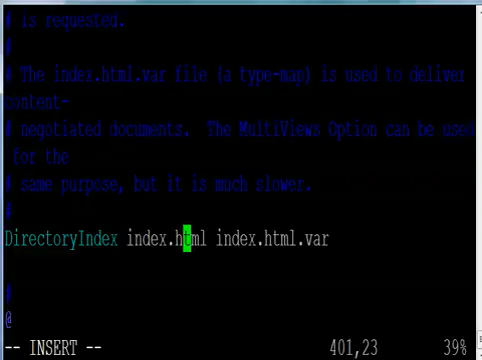 # is requested.
#
# The index.html.var file (a type-map) is used to deliver
content-
# negotiated documents.  The MultiViews Option can be used
 for the
# same purpose, but it is much slower.
#
DirectoryIndex index.html index.html.var
#
@
-- INSERT --                    401,23        39%